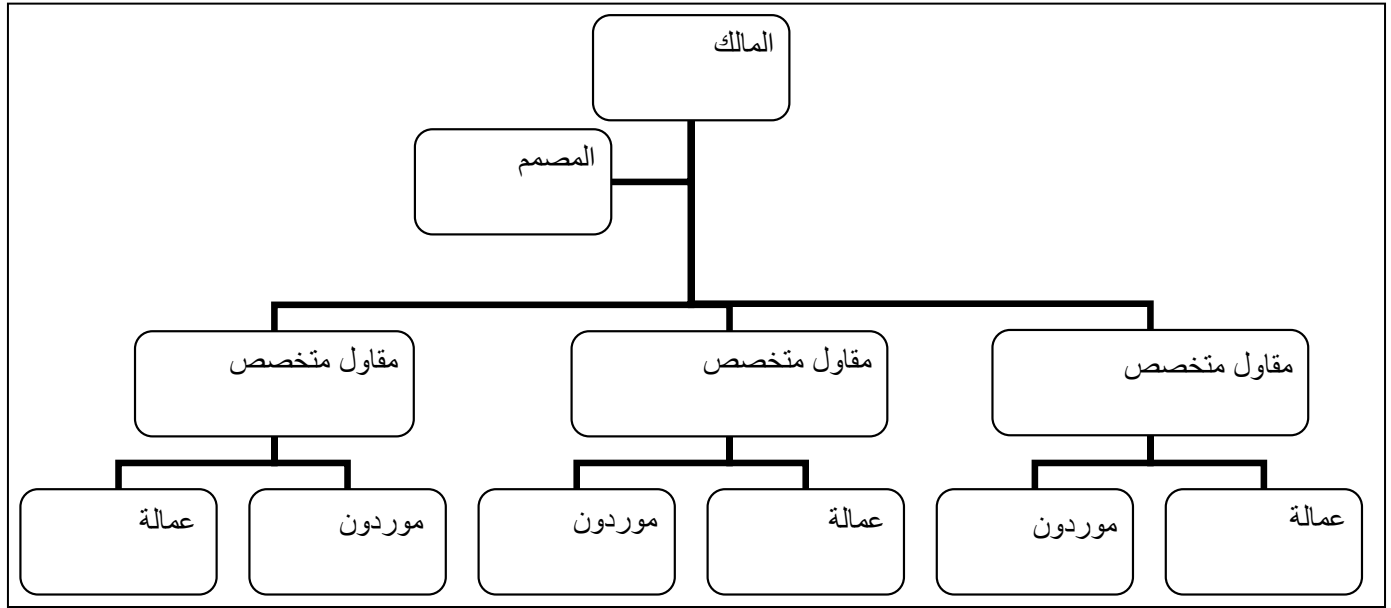 المالك
المصمم
مقاول متخصص
مقاول متخصص
مقاول متخصص
عمالة
موردون
عمالة
موردون
موردون
عمالة